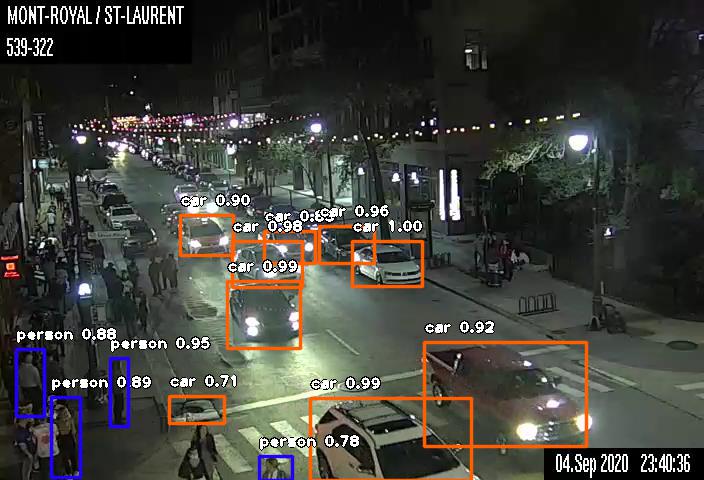 MONT-ROYAL / ST-LAURENT
539-322
car 0.90
car 0.96
car 0.98
car 1.00
car 0.99
car 0.92
person 0.88
person 0.95
person 0.89
car 0.71
car 0.99
person 0.78
04.Sep 2020 23:40:36